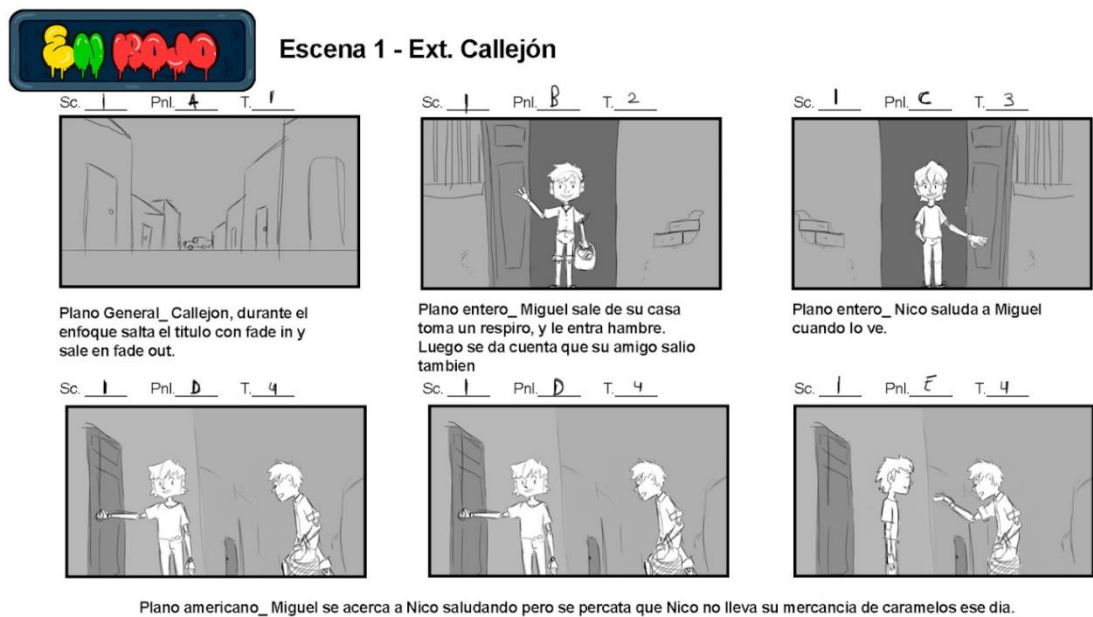 EN ROJO
Escena 1 - Ext. Callejón
Sc. 1 Pnl. A T. 1
Sc. 1 Pnl. B T. 2
Sc. 1 Pnl. C T. 3
Plano General_ Callejon, durante el
enfoque salta el titulo con fade in y
sale en fade out.
Plano entero_ Miguel sale de su casa
toma un respiro, y le entra hambre.
Luego se da cuenta que su amigo salio
tambien
Plano entero_ Nico saluda a Miguel
cuando lo ve.
Sc. 1 Pnl. D T. 4
Sc. 1 Pnl. D T. 4
Sc. 1 Pnl. E T. 4
Plano americano_ Miguel se acerca a Nico saludando pero se percata que Nico no lleva su mercancia de caramelos ese dia.